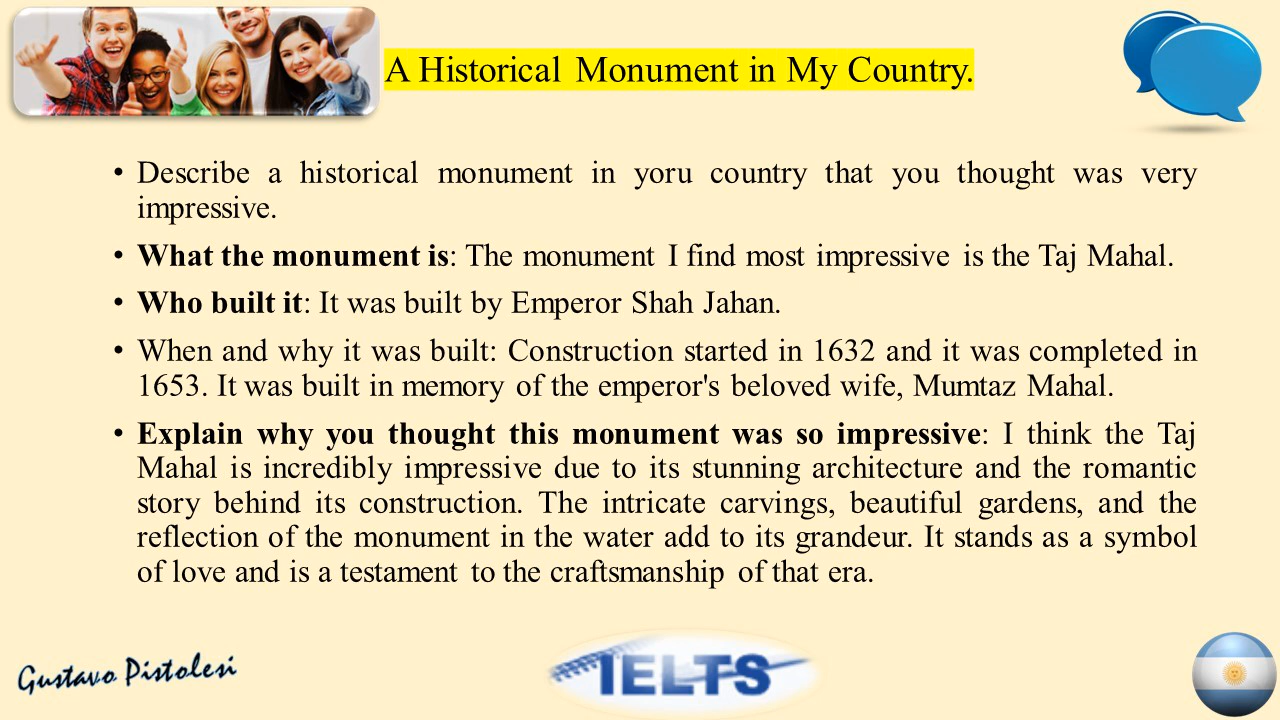 A Historical Monument in My Country.
• Describe a historical monument in yoru country that you thought was very
impressive.
• What the monument is: The monument I find most impressive is the Taj Mahal.
• Who built it: It was built by Emperor Shah Jahan.
• When and why it was built: Construction started in 1632 and it was completed in
1653. It was built in memory of the emperor's beloved wife, Mumtaz Mahal.
• Explain why you thought this monument was so impressive: I think the Taj
Mahal is incredibly impressive due to its stunning architecture and the romantic
story behind its construction. The intricate carvings, beautiful gardens, and the
reflection of the monument in the water add to its grandeur. It stands as a symbol
of love and is a testament to the craftsmanship of that era.
Gustavo Pistolesi
IELTS